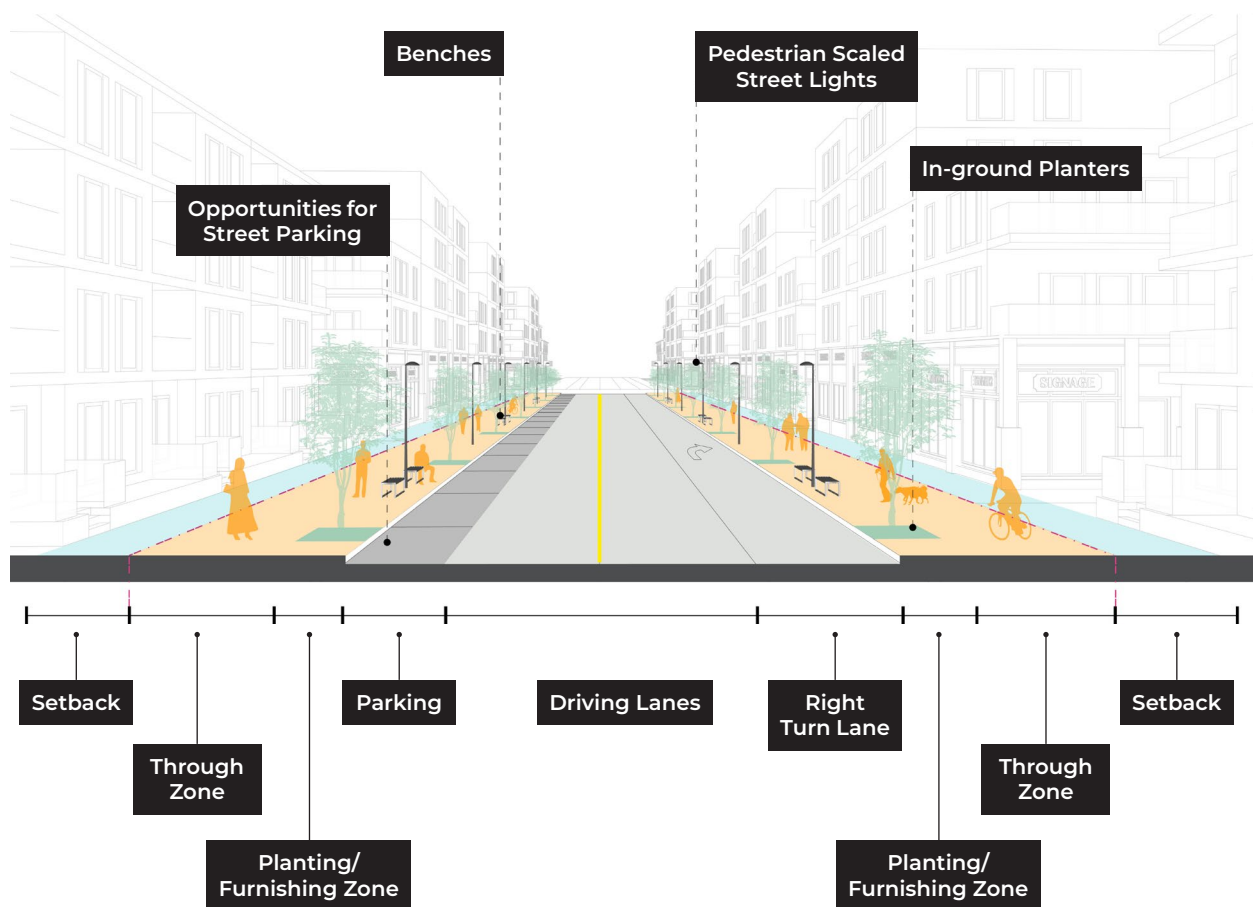 Benches
Pedestrian Scaled
Street Lights
In-ground Planters
Opportunities for
Street Parking
SIGNAGE
Setback
Parking
Driving Lanes
Right
Turn Lane
Setback
Through
Zone
Through
Zone
Planting/
Furnishing Zone
Planting/
Furnishing Zone